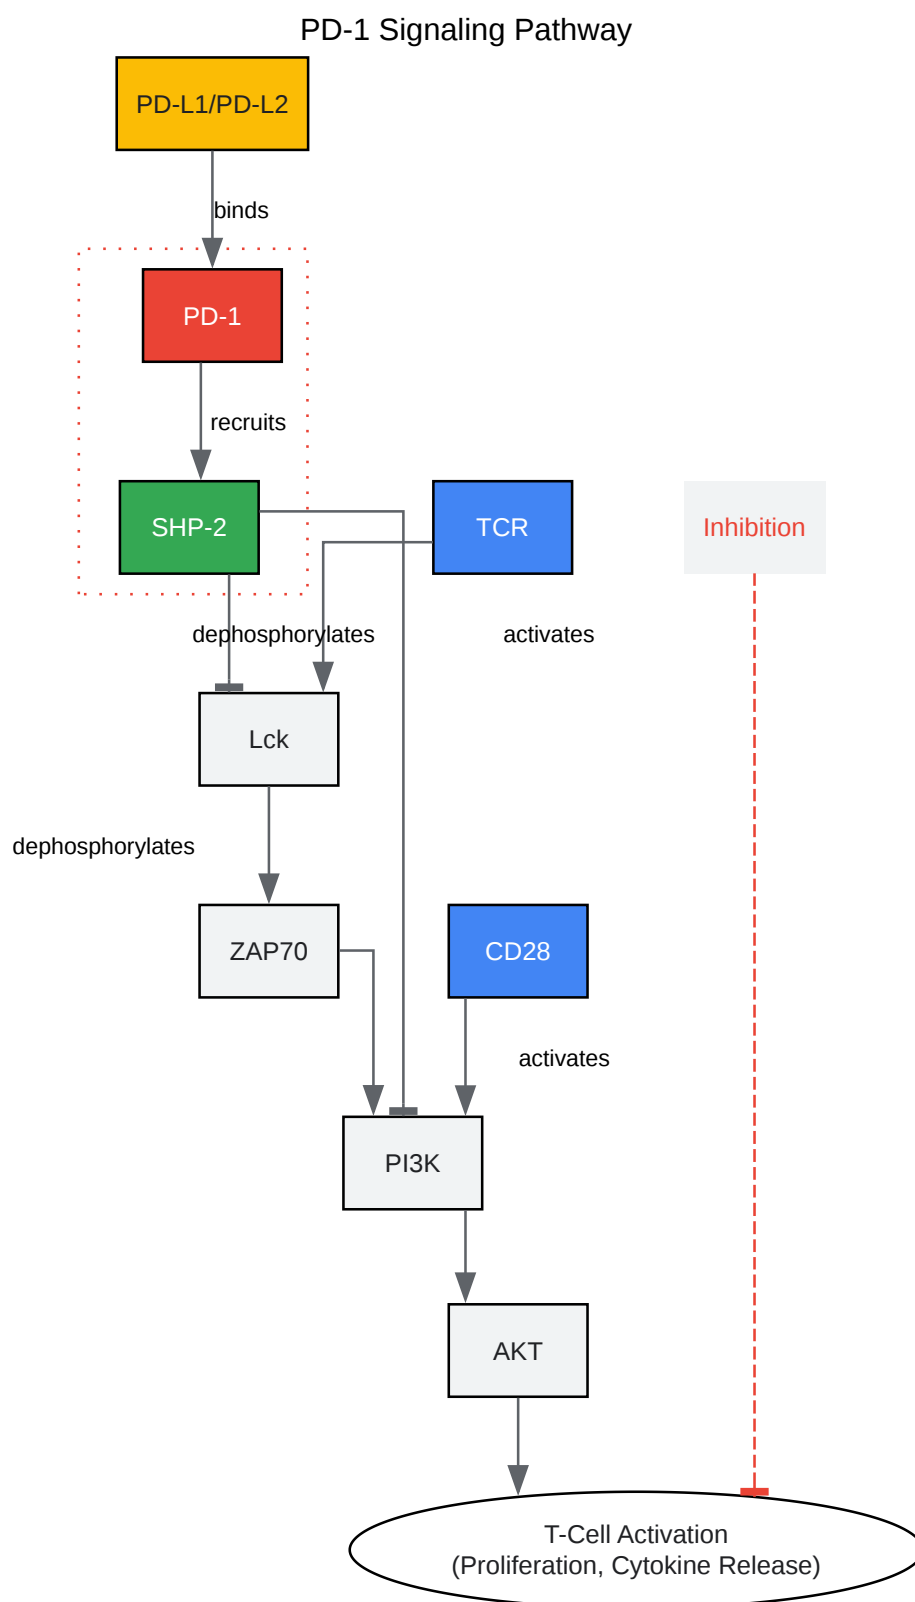 PD-1 Signaling Pathway
PD-L1/PD-L2
binds
PD-1
recruits
SHP-2
TCR
Inhibition
dephosphorylates
activates
Lck
dephosphorylates
ZAP70
CD28
activates
PI3K
AKT
T-Cell Activation
(Proliferation, Cytokine Release)